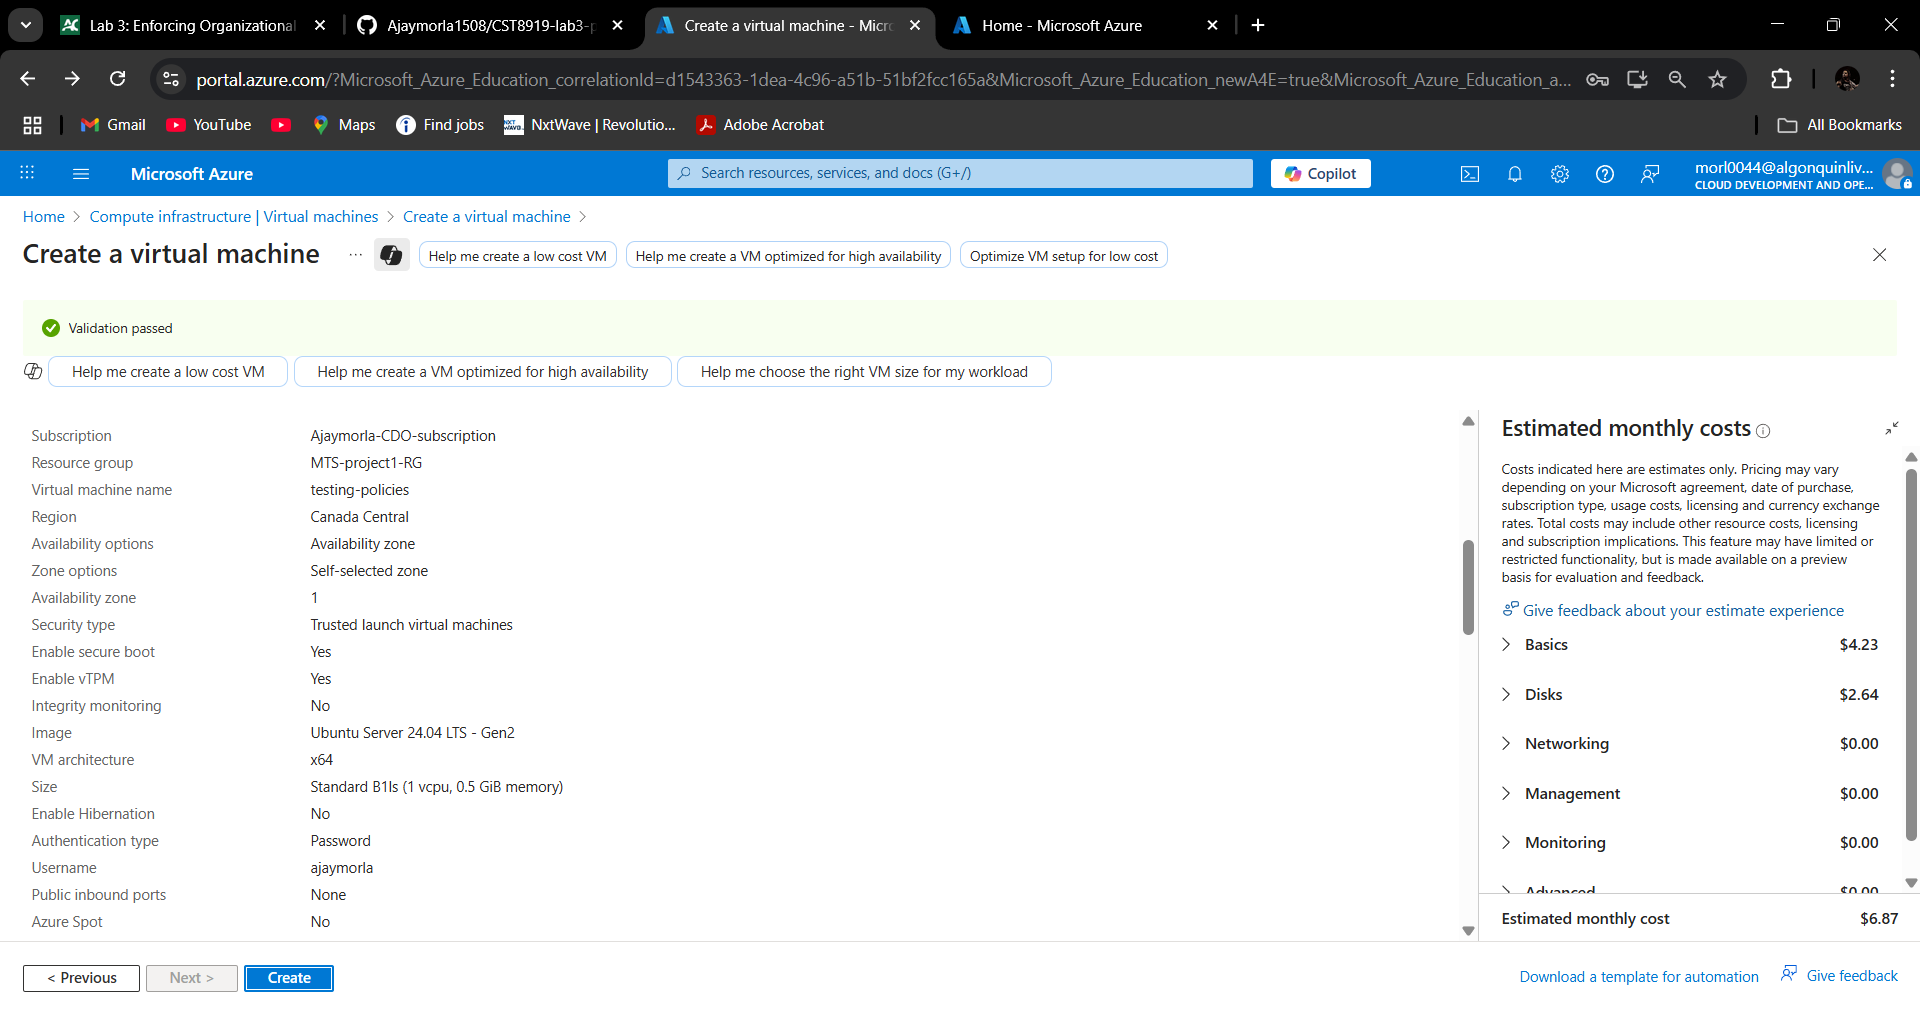 Lab 3: Enforcing Organizational
Ajaymorla1508/CST8919-lab3-p
Create a virtual machine - Micro
Home - Microsoft Azure
portal.azure.com/?Microsoft_Azure_Education_correlationId=d1543363-1dea-4c96-a51b-51bf2fcc165a&Microsoft_Azure_Education_newA4E=true&Microsoft_Azure_Education_a...
Gmail
YouTube
Maps
Find jobs
NxtWave | Revolutio...
Adobe Acrobat
All Bookmarks
Microsoft Azure
Search resources, services, and docs (G+/)
Copilot
morl0044@algonquinliv...
CLOUD DEVELOPMENT AND OPE...
Home > Compute infrastructure | Virtual machines > Create a virtual machine >
Create a virtual machine
...
Help me create a low cost VM
Help me create a VM optimized for high availability
Optimize VM setup for low cost
Validation passed
Help me create a low cost VM
Help me create a VM optimized for high availability
Help me choose the right VM size for my workload
Subscription Ajaymorla-CDO-subscription
Resource group MTS-project1-RG
Virtual machine name testing-policies
Region Canada Central
Availability options Availability zone
Zone options Self-selected zone
Availability zone 1
Security type Trusted launch virtual machines
Enable secure boot Yes
Enable vTPM Yes
Integrity monitoring No
Image Ubuntu Server 24.04 LTS - Gen2
VM architecture x64
Size Standard B1ls (1 vcpu, 0.5 GiB memory)
Enable Hibernation No
Authentication type Password
Username ajaymorla
Public inbound ports None
Azure Spot No
Estimated monthly costs
Costs indicated here are estimates only. Pricing may vary
depending on your Microsoft agreement, date of purchase,
subscription type, usage costs, licensing and currency exchange
rates. Total costs may include other resource costs, licensing
and subscription implications. This feature may have limited or
restricted functionality, but is made available on a preview
basis for evaluation and feedback.
Give feedback about your estimate experience
Basics $4.23
Disks $2.64
Networking $0.00
Management $0.00
Monitoring $0.00
Advanced $0.00
Estimated monthly cost $6.87
< Previous
Next >
Create
Download a template for automation
Give feedback